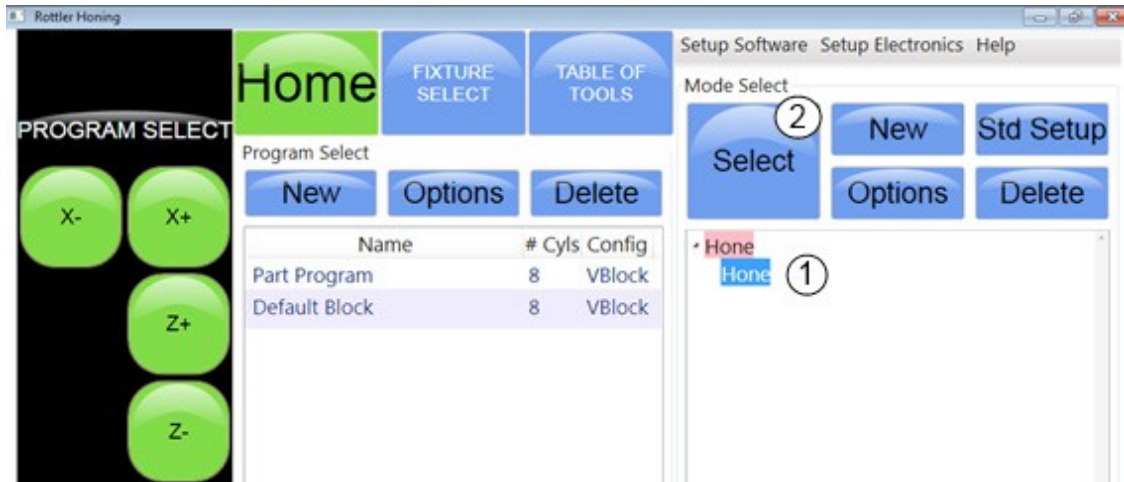 Rottler Honing
PROGRAM SELECT
X-
X+
Z+
Z-
Home
FIXTURE
SELECT
TABLE OF
TOOLS
Program Select
New
Options
Delete
Name # Cyls Config
Part Program 8 VBlock
Default Block 8 VBlock
Setup Software Setup Electronics Help
Mode Select
Select
2
New
Std Setup
Options
Delete
Hone
Hone
1